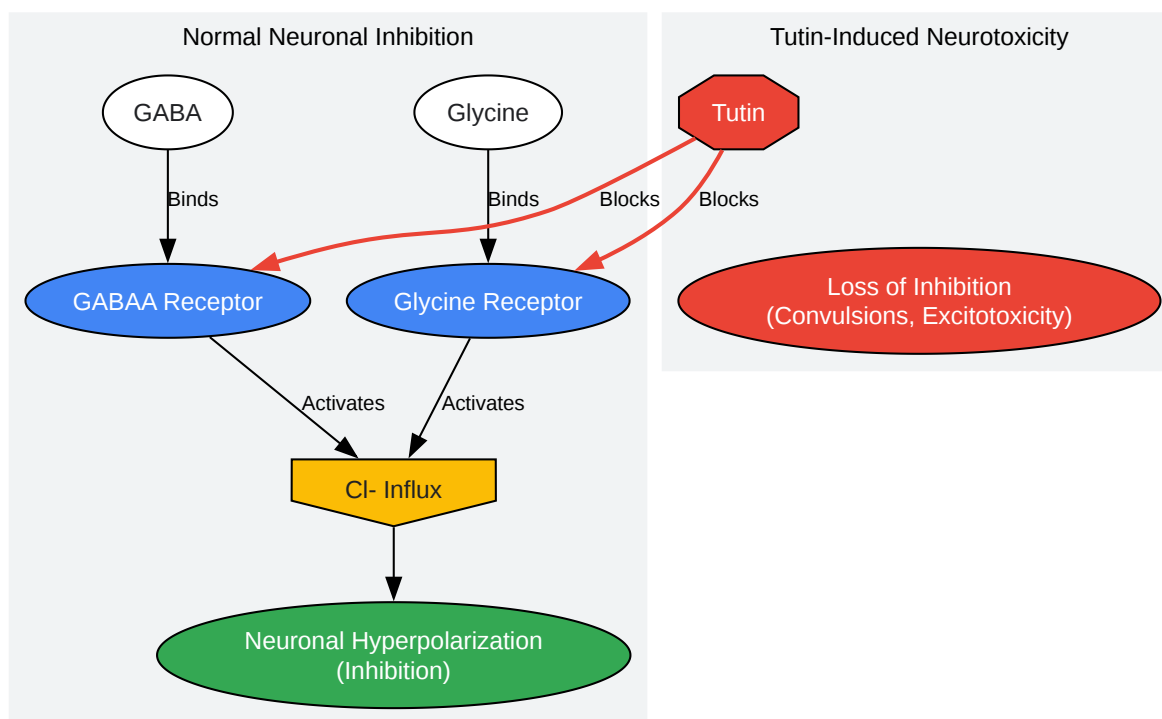 Normal Neuronal Inhibition
Tutin-Induced Neurotoxicity
GABA
Glycine
Tutin
Binds
Binds
Blocks
Blocks
GABAA Receptor
Glycine Receptor
Loss of Inhibition
(Convulsions, Excitotoxicity)
Activates
Activates
Cl- Influx
Neuronal Hyperpolarization
(Inhibition)